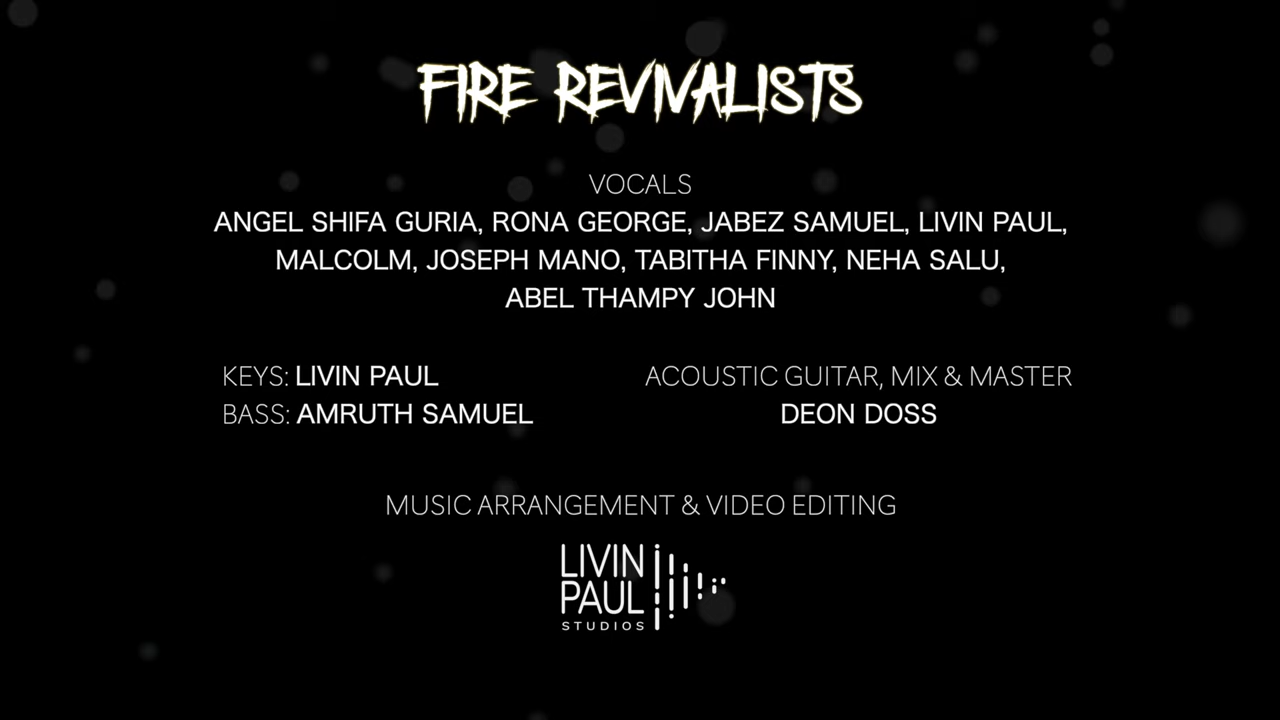 FIRE REVIVALISTS
VOCALS
ANGEL SHIFA GURIA, RONA GEORGE, JABEZ SAMUEL, LIVIN PAUL,
MALCOLM, JOSEPH MANO, TABITHA FINNY, NEHA SALU,
ABEL THAMPY JOHN
KEYS: LIVIN PAUL
BASS: AMRUTH SAMUEL
ACOUSTIC GUITAR, MIX & MASTER
DEON DOSS
MUSIC ARRANGEMENT & VIDEO EDITING
LIVIN
PAUL
STUDIOS